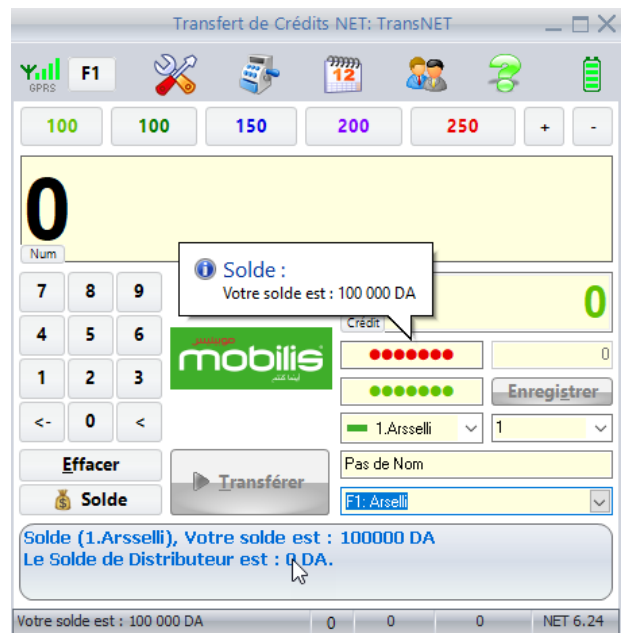 Transfert de Crédits NET: TransNET
GPRS
F1
12
100
100
150
200
250
+
-
0
Num
Solde :
Votre solde est : 100 000 DA
7
8
9
0
Crédit
4
5
6
موبيليس
mobilis
أينما كنتم
0
1
2
3
Enregistrer
<-
0
<
1.Arsselli
1
Effacer
Transférer
Pas de Nom
Solde
F1: Arselli
Solde (1.Arsselli), Votre solde est : 100000 DA
Le Solde de Distributeur est : 0 DA.
Votre solde est : 100 000 DA
0
0
0
NET 6.24